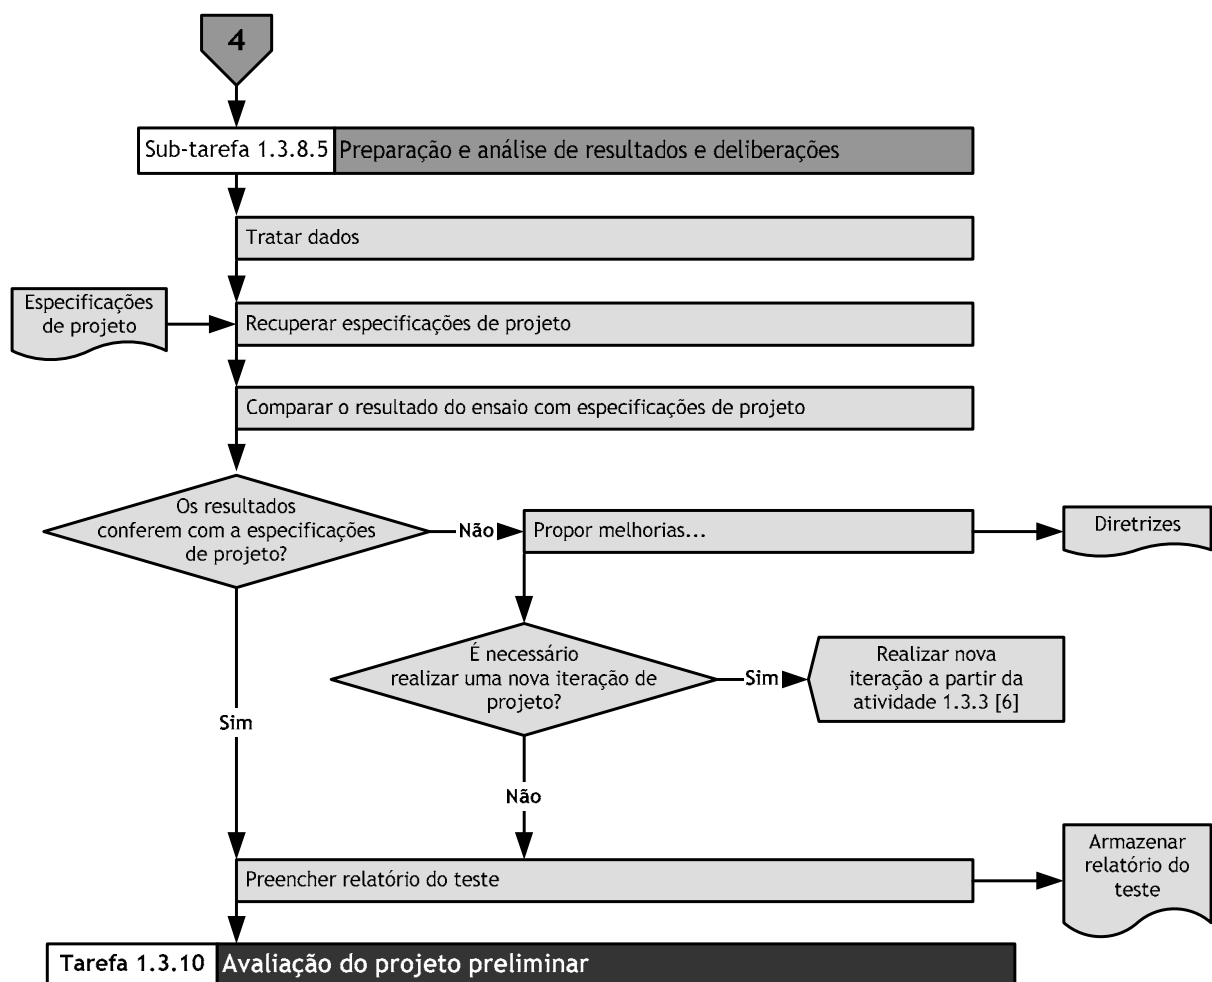 4
Sub-tarefa 1.3.8.5
Preparação e análise de resultados e deliberações
Tratar dados
Especificações
de projeto
Recuperar especificações de projeto
Comparar o resultado do ensaio com especificações de projeto
Os resultados
conferem com a especificações
de projeto?
Não
Propor melhorias...
Diretrizes
É necessário
realizar uma nova iteração de
projeto?
Sim
Realizar nova
iteração a partir da
atividade 1.3.3 [6]
Sim
Não
Preencher relatório do teste
Armazenar
relatório do
teste
Tarefa 1.3.10
Avaliação do projeto preliminar